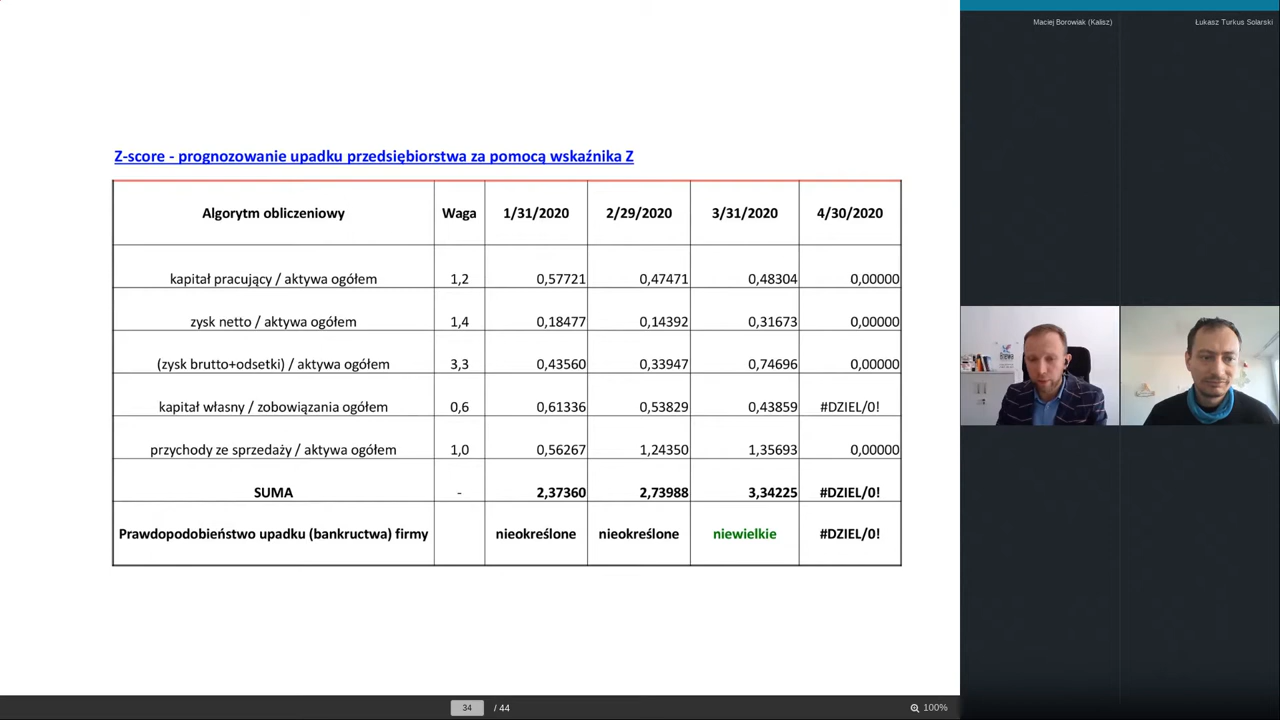 Maciej Borowiak (Kalisz) Łukasz Turkus Solarski
Z-score - prognozowanie upadku przedsiębiorstwa za pomocą wskaźnika Z
Algorytm obliczeniowy Waga 1/31/2020 2/29/2020 3/31/2020 4/30/2020
kapitał pracujący / aktywa ogółem 1,2 0,57721 0,47471 0,48304 0,00000
zysk netto / aktywa ogółem 1,4 0,18477 0,14392 0,31673 0,00000
(zysk brutto+odsetki) / aktywa ogółem 3,3 0,43560 0,33947 0,74696 0,00000
kapitał własny / zobowiązania ogółem 0,6 0,61336 0,53829 0,43859 #DZIEL/0!
przychody ze sprzedaży / aktywa ogółem 1,0 0,56267 1,24350 1,35693 0,00000
SUMA - 2,37360 2,73988 3,34225 #DZIEL/0!
Prawdopodobieństwo upadku (bankructwa) firmy nieokreślone nieokreślone niewielkie #DZIEL/0!
34 / 44 100%